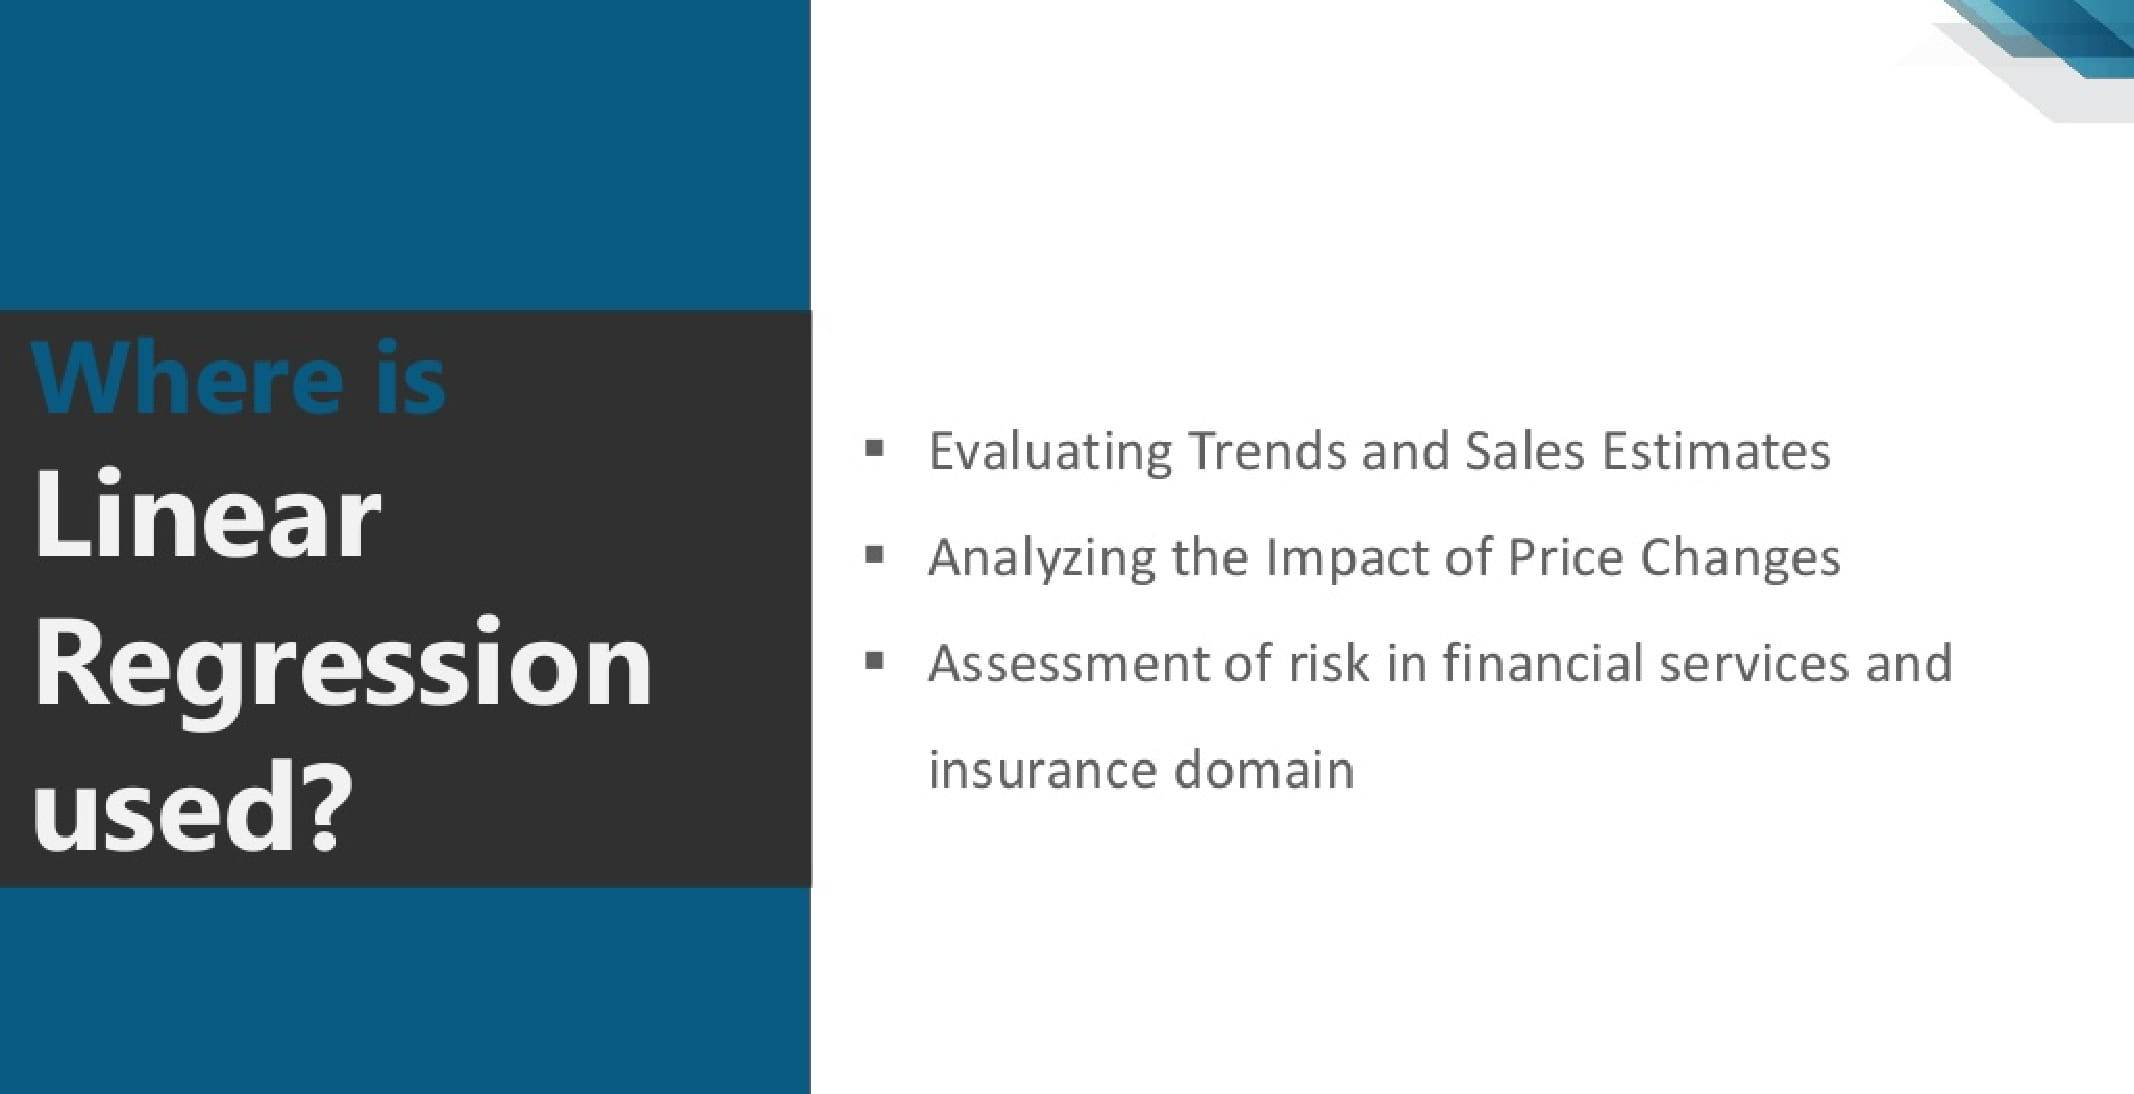 Where is
Linear
Regression
used?
▪ Evaluating Trends and Sales Estimates
▪ Analyzing the Impact of Price Changes
▪ Assessment of risk in financial services and
insurance domain